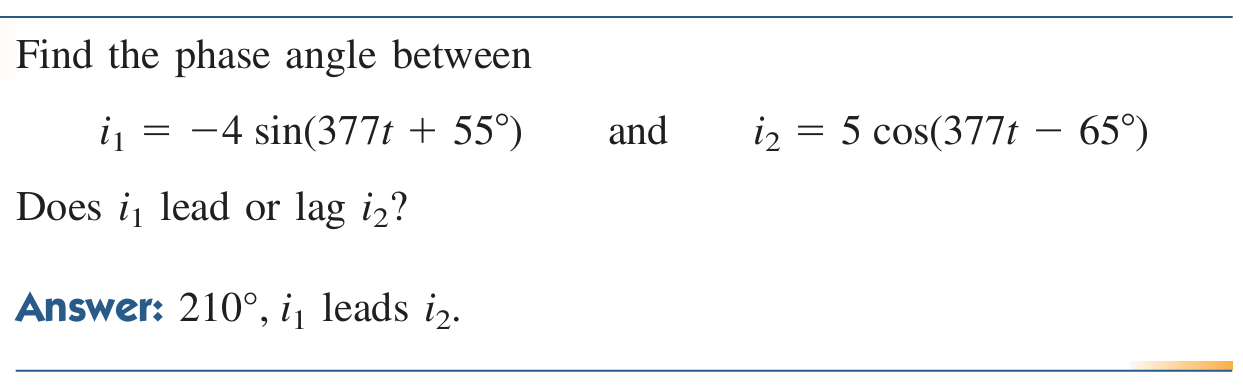 Find the phase angle between
i₁ = −4 sin(377t + 55°) and i₂ = 5 cos(377t − 65°)
Does i₁ lead or lag i₂?
Answer: 210°, i₁ leads i₂.